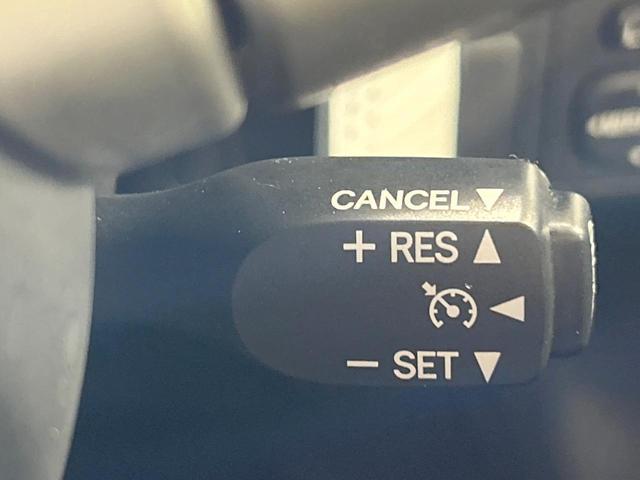 CANCEL ▼
+ RES ▲
◀
− SET ▼